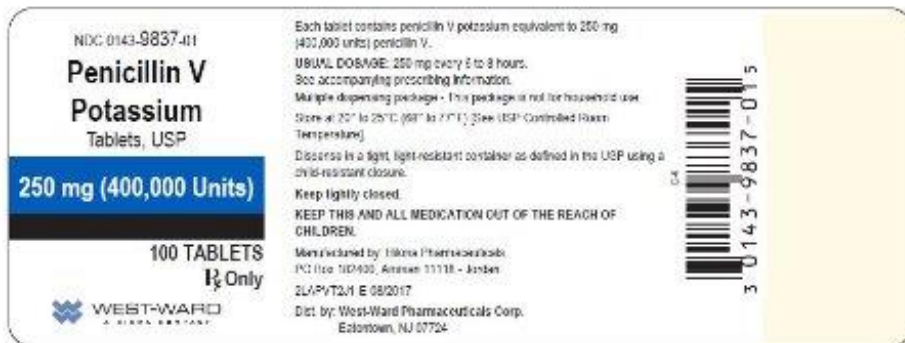 NDC 0143-9837-01
Penicillin V
Potassium
Tablets, USP
250 mg (400,000 Units)
100 TABLETS
℞ Only
WEST-WARD
A HIKMA COMPANY
Each tablet contains penicillin V potassium equivalent to 250 mg
(400,000 units) penicillin V.
USUAL DOSAGE: 250 mg every 6 to 8 hours.
See accompanying prescribing information.
Multiple dispensing package - This package is not for household use.
Store at 20° to 25°C (68° to 77°F) [See USP Controlled Room
Temperature].
Dispense in a tight, light-resistant container as defined in the USP using a
child-resistant closure.
Keep tightly closed.
KEEP THIS AND ALL MEDICATION OUT OF THE REACH OF
CHILDREN.
Manufactured by: Hikma Pharmaceuticals
PO Box 182400, Amman 11118 - Jordan
E 08/2017
Dist. by: West-Ward Pharmaceuticals Corp.
Eatontown, NJ 07724
3 0143-9837-01 5